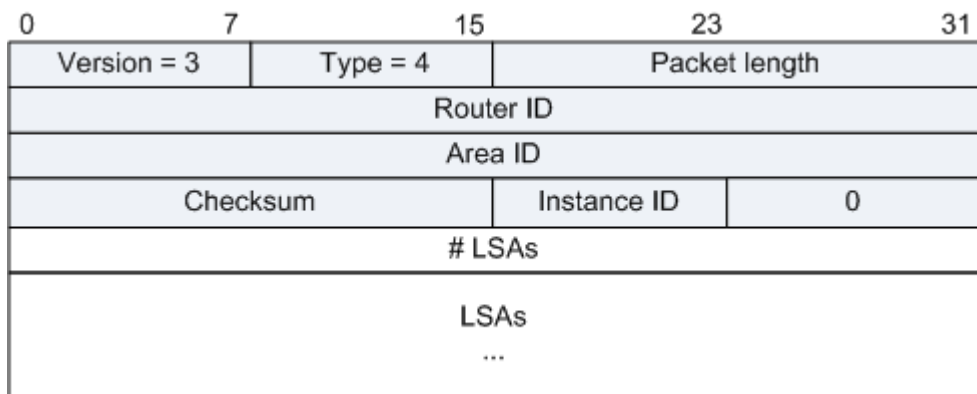 0 7 15 23 31
Version = 3 Type = 4 Packet length
Router ID
Area ID
Checksum Instance ID 0
# LSAs
LSAs
...